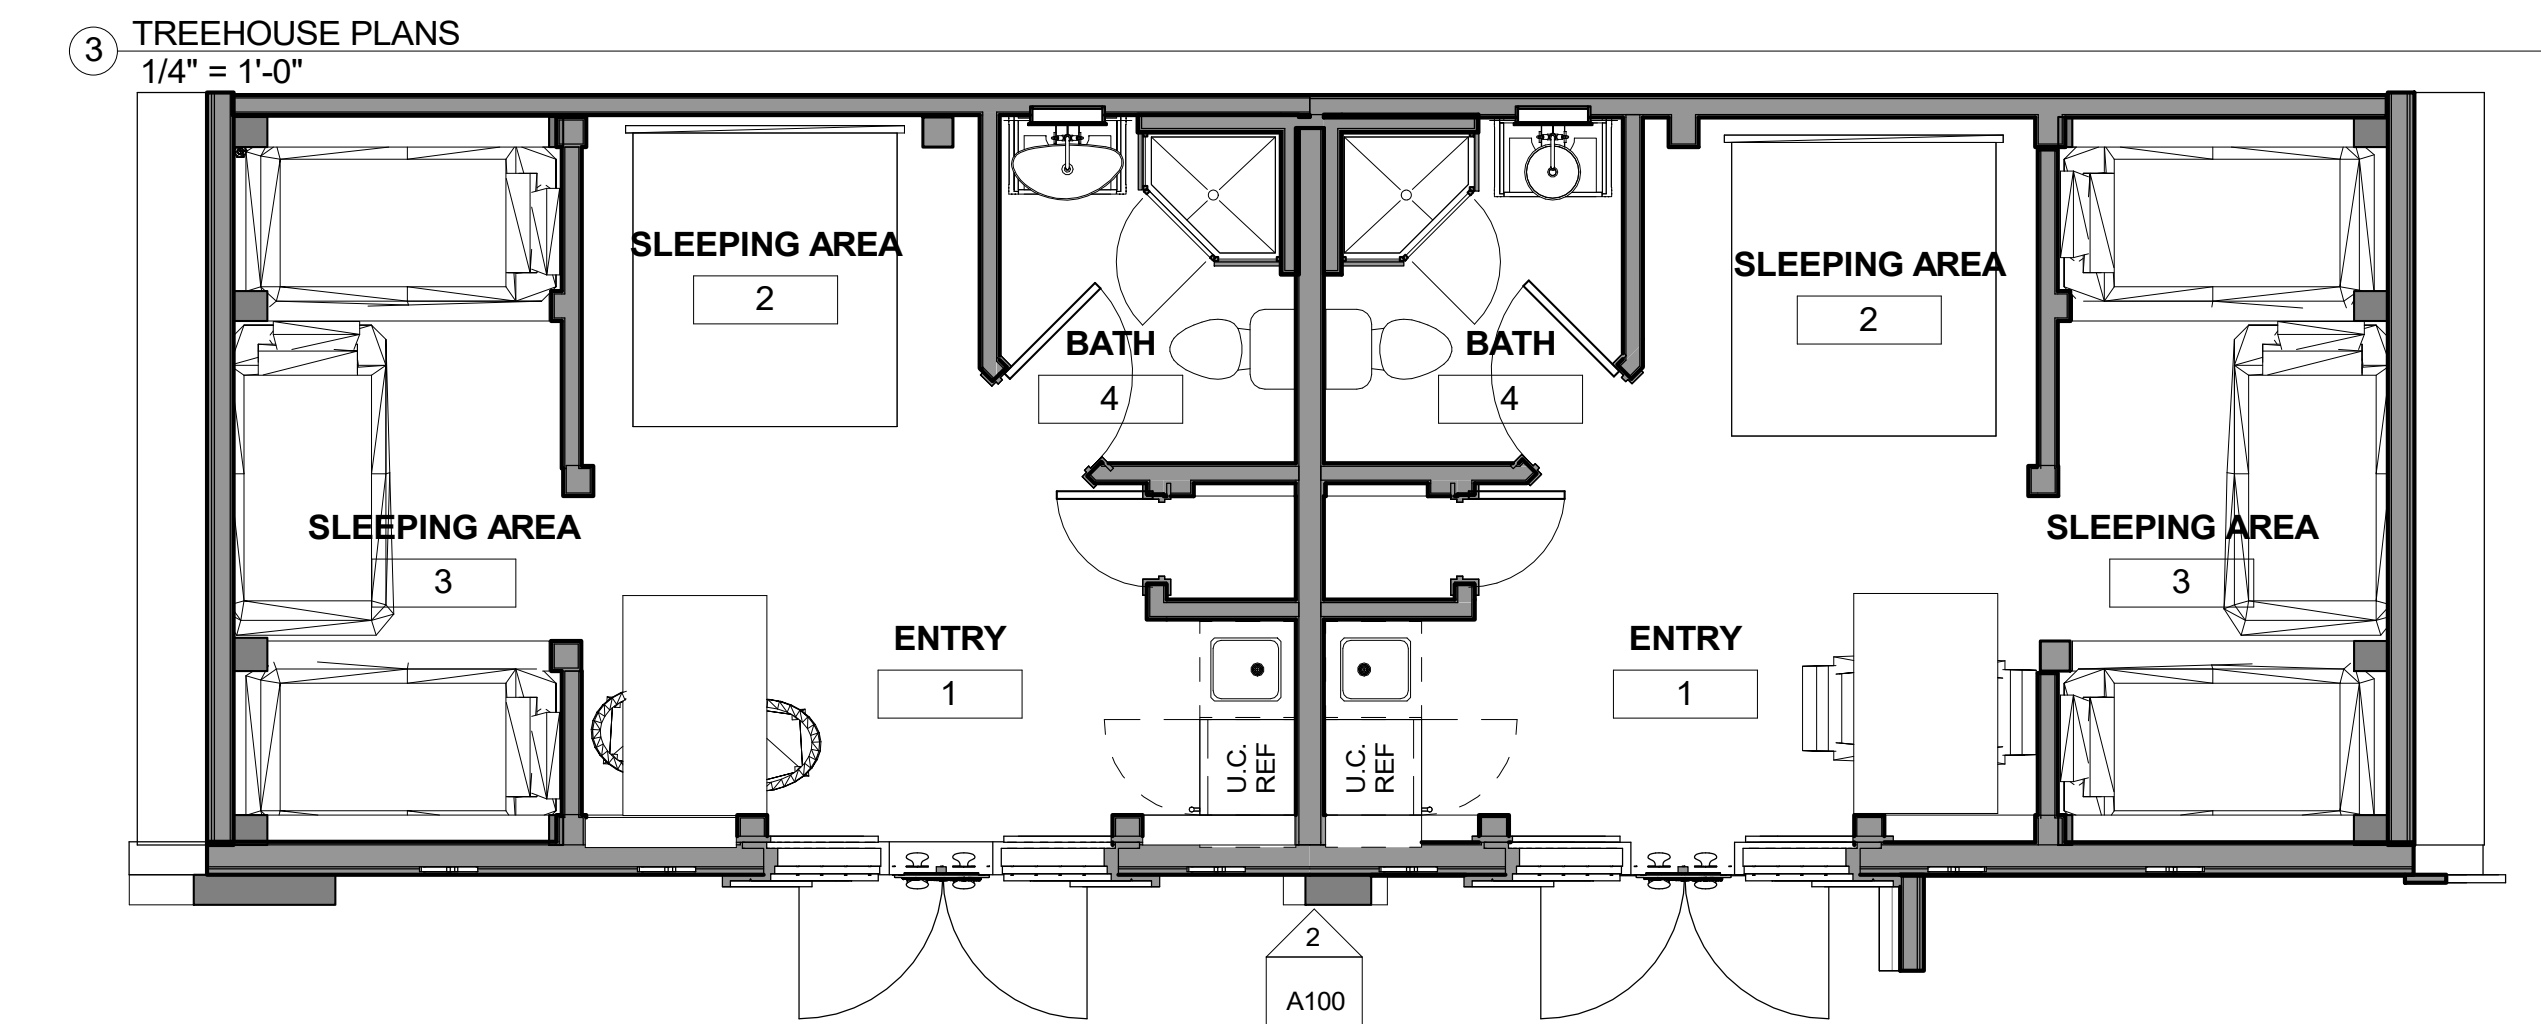 3
TREEHOUSE PLANS
1/4" = 1'-0"
SLEEPING AREA
2
SLEEPING AREA
2
BATH
4
BATH
4
SLEEPING AREA
3
SLEEPING AREA
3
ENTRY
1
ENTRY
1
U.C.
REF
U.C.
REF
2
A100